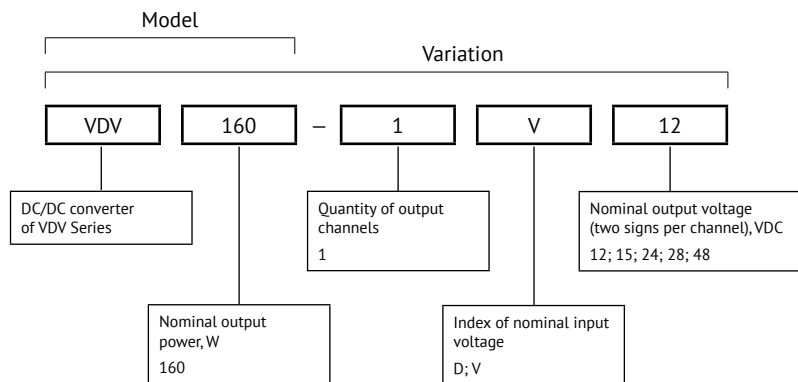 Model
Variation
VDV 160 – 1 V 12
DC/DC converter
of VDV Series
Quantity of output
channels
1
Nominal output voltage
(two signs per channel), VDC
12; 15; 24; 28; 48
Nominal output
power, W
160
Index of nominal input
voltage
D; V